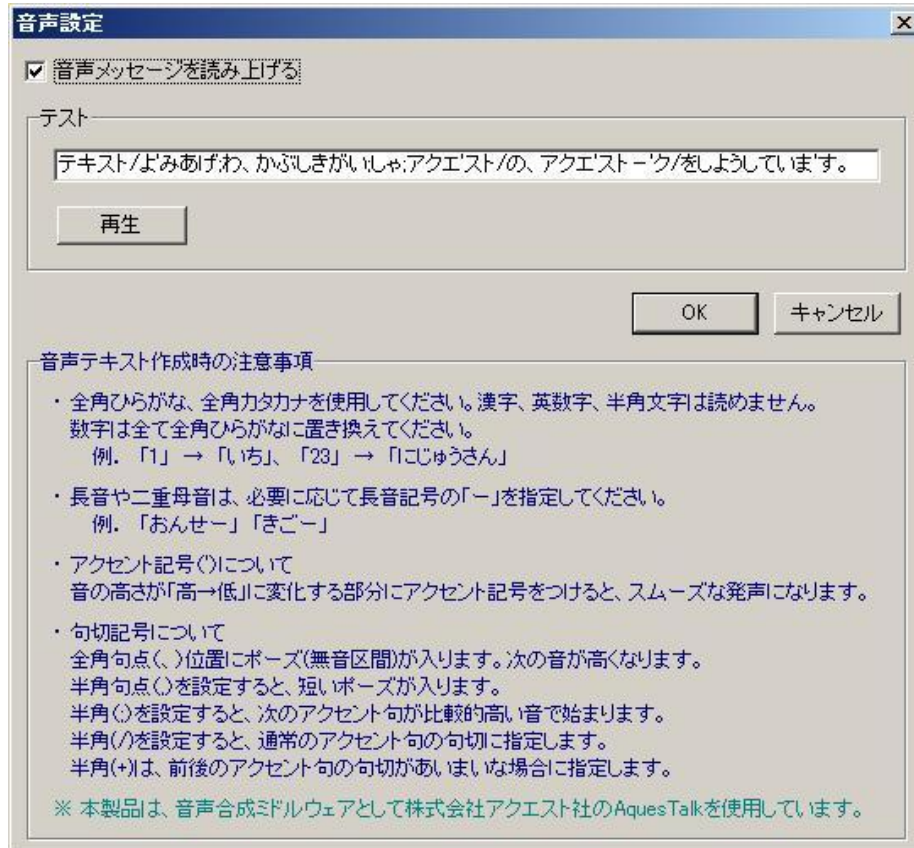 音声設定
音声メッセージを読み上げる
テスト
テキスト/よ'みあげ;わ、かぶしきがい'しゃ;アクエ'スト/の、アクエ'ストーク/をしようしていま'す。
再生
OK
キャンセル
音声テキスト作成時の注意事項
・ 全角ひらがな、全角カタカナを使用してください。漢字、英数字、半角文字は読めません。
数字は全て全角ひらがなに置き換えてください。
例. 「1」 → 「いち」、「23」 → 「にじゅうさん」
・ 長音や二重母音は、必要に応じて長音記号の「ー」を指定してください。
例. 「おんせー」「きごー」
・ アクセント記号(')について
音の高さが「高→低」に変化する部分にアクセント記号をつけると、スムーズな発声になります。
・ 句切記号について
全角句点(、)位置にポーズ(無音区間)が入ります。次の音が高くなります。
半角句点(,)を設定すると、短いポーズが入ります。
半角(;)を設定すると、次のアクセント句が比較的高い音で始まります。
半角(/)を設定すると、通常のアクセント句の句切に指定します。
半角(+)は、前後のアクセント句の句切があいまいな場合に指定します。
※ 本製品は、音声合成ミドルウェアとして株式会社アクエスト社のAquesTalkを使用しています。